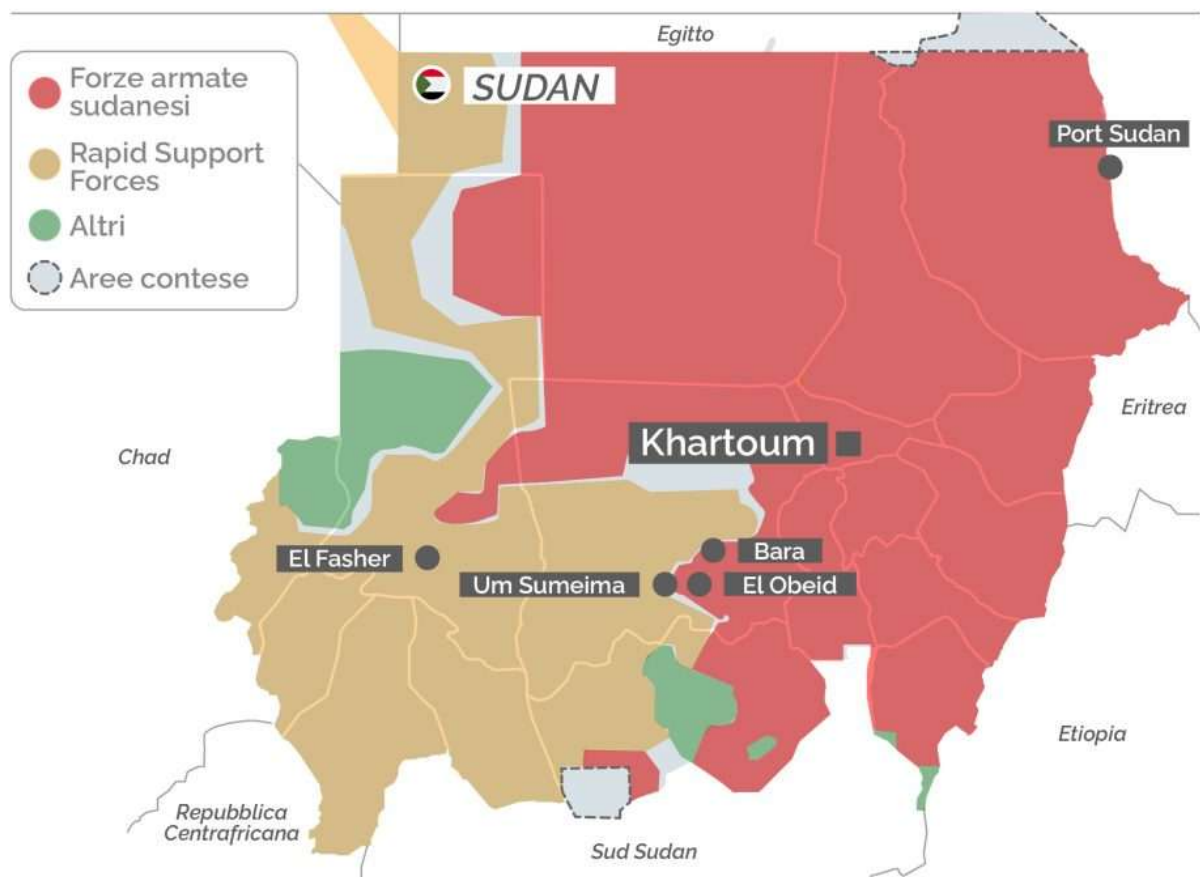 Egitto
Forze armate
sudanesi
Rapid Support
Forces
Altri
Aree contese
SUDAN
Port Sudan
Eritrea
Khartoum
Chad
El Fasher
Bara
Um Sumeima
El Obeid
Etiopia
Repubblica
Centrafricana
Sud Sudan